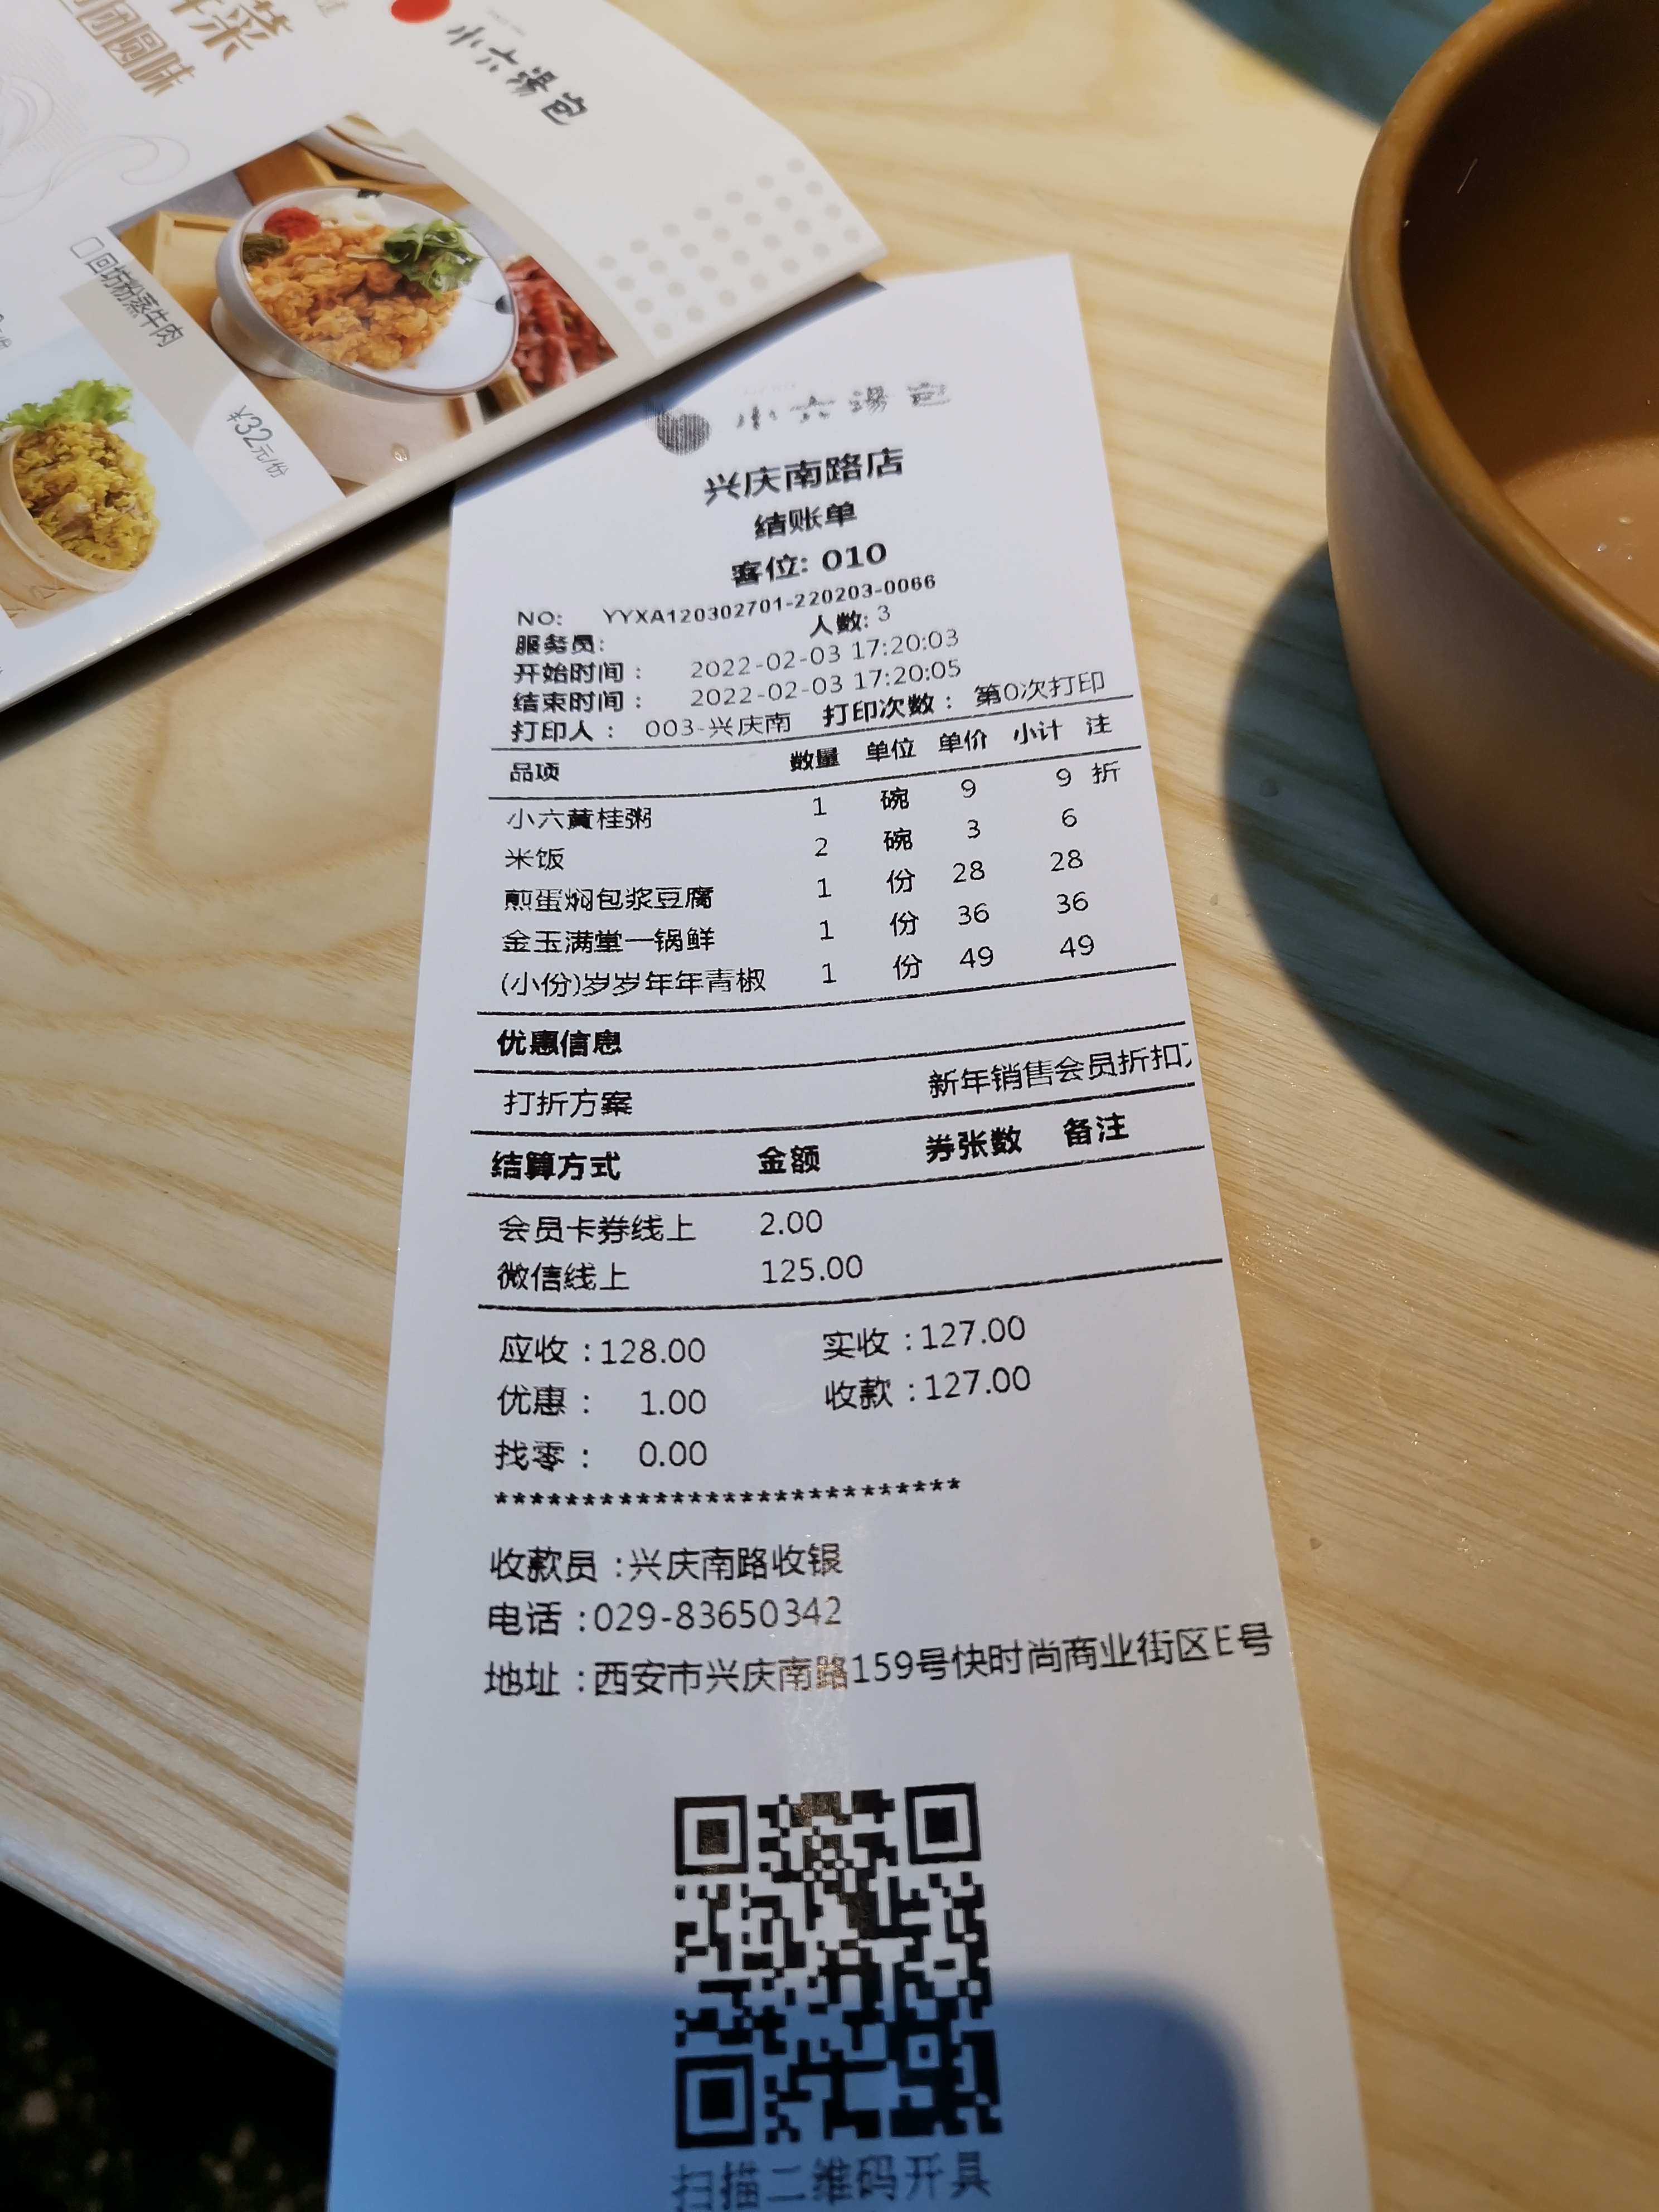 菜
团圆味
小六汤包
回坊粉蒸牛肉
¥32元/份
小六汤包
兴庆南路店
结账单
客位: 010
NO: YYXA120302701-220203-0066
服务员: 人数: 3
开始时间: 2022-02-03 17:20:03
结束时间: 2022-02-03 17:20:05
打印人: 003-兴庆南 打印次数: 第0次打印
品项 数量 单位 单价 小计 注
小六黄桂粥 1 碗 9 9 折
米饭 2 碗 3 6
煎蛋焖包浆豆腐 1 份 28 28
金玉满堂一锅鲜 1 份 36 36
(小份)岁岁年年青椒 1 份 49 49
优惠信息
打折方案 新年销售会员折扣
结算方式 金额 券张数 备注
会员卡券线上 2.00
微信线上 125.00
应收:128.00 实收:127.00
优惠: 1.00 收款:127.00
找零: 0.00
***************************
收款员:兴庆南路收银
电话:029-83650342
地址:西安市兴庆南路159号快时尚商业街区E号
扫描二维码开具